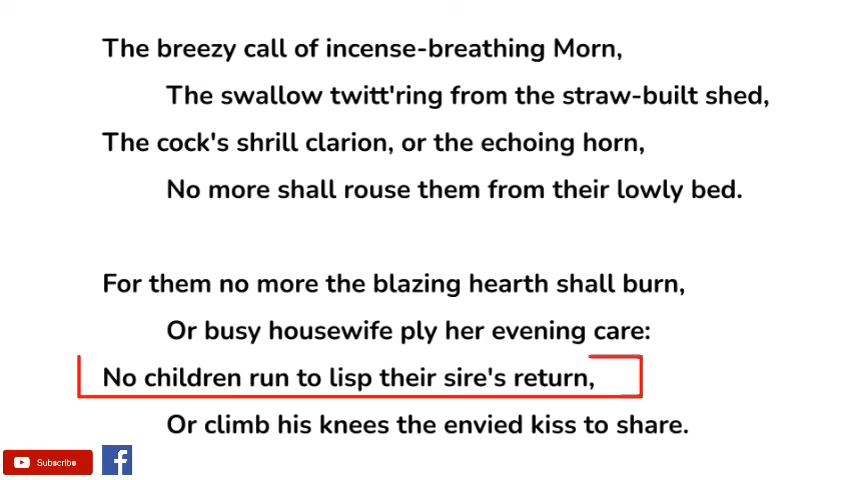 The breezy call of incense-breathing Morn,
The swallow twitt'ring from the straw-built shed,
The cock's shrill clarion, or the echoing horn,
No more shall rouse them from their lowly bed.
For them no more the blazing hearth shall burn,
Or busy housewife ply her evening care:
No children run to lisp their sire's return,
Or climb his knees the envied kiss to share.
Subscribe